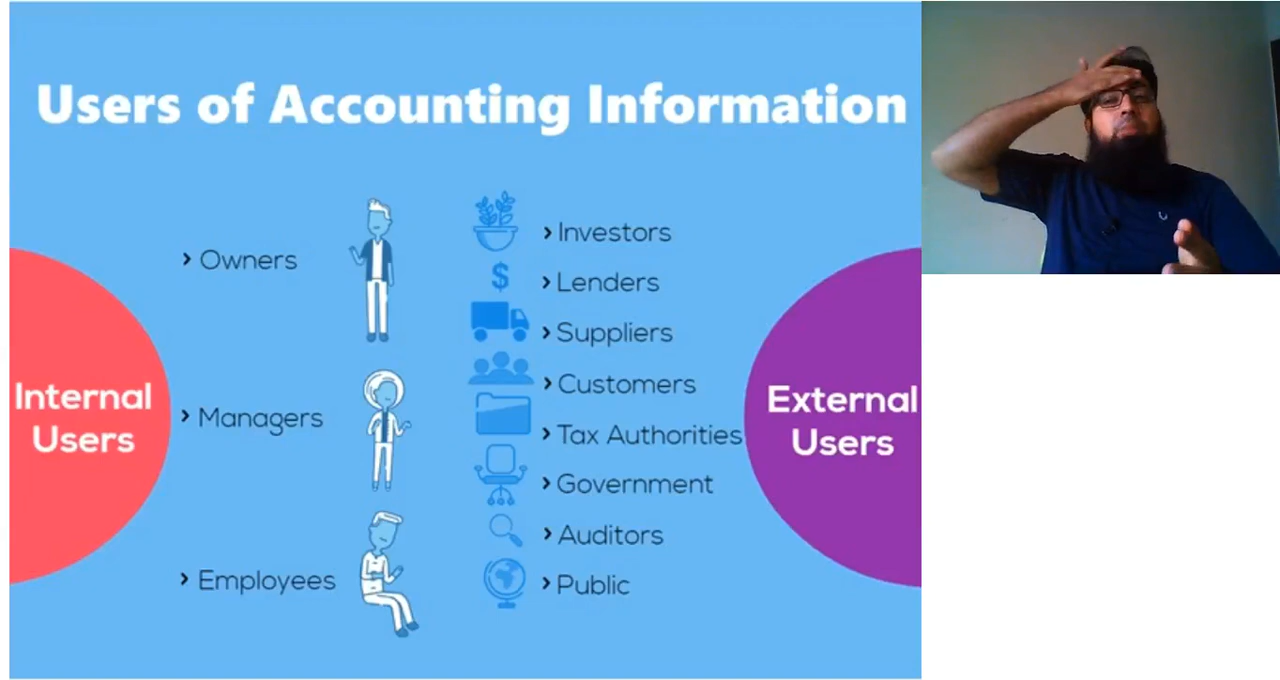 Users of Accounting Information
Internal
Users
› Owners
› Managers
› Employees
› Investors
› Lenders
› Suppliers
› Customers
› Tax Authorities
› Government
› Auditors
› Public
External
Users